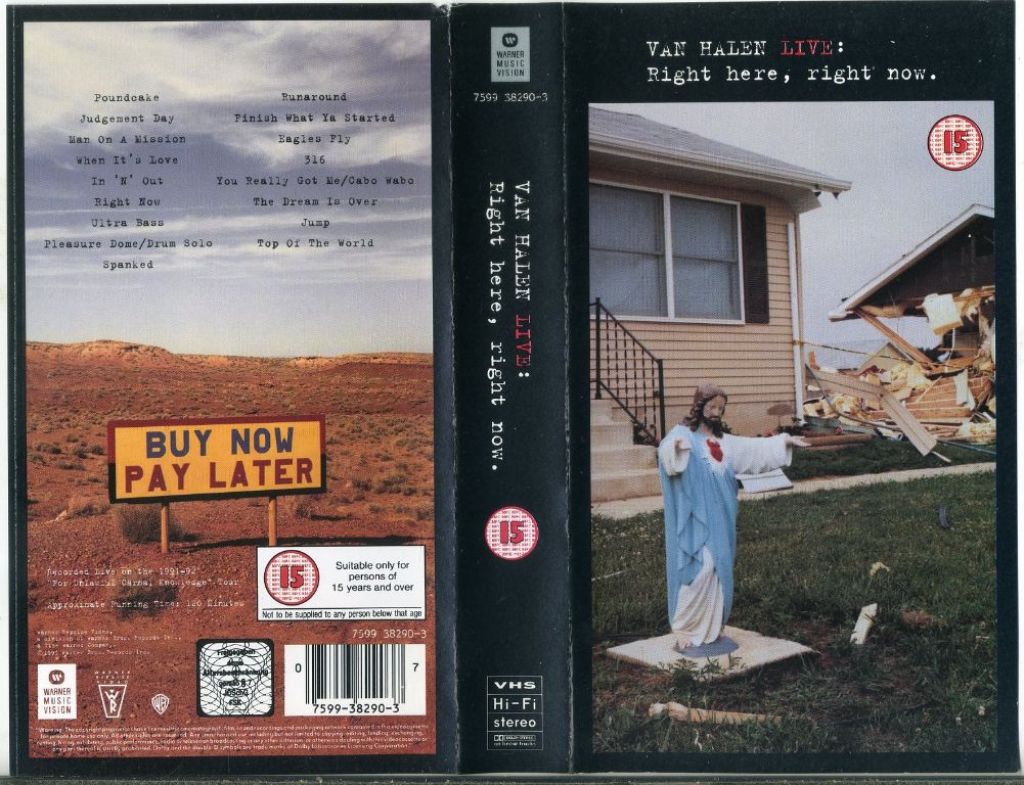 Poundcake
Judgement Day
Man On A Mission
When It's Love
In 'N' Out
Right Now
Ultra Bass
Pleasure Dome/Drum Solo
Spanked
Runaround
Finish What Ya Started
Eagles Fly
316
You Really Got Me/Cabo Wabo
The Dream Is Over
Jump
Top Of The World
BUY NOW
PAY LATER
Recorded Live on the 1991-92
"For Unlawful Carnal Knowledge" Tour
Approximate Running Time: 120 Minutes
15
Suitable only for
persons of
15 years and over
Not to be supplied to any person below that age
7599 38290-3
WARNER
MUSIC
VISION
0
7
7599-38290-3
WARNER
MUSIC
VISION
7599 38290-3
VAN HALEN LIVE:
Right here, right now.
15
VHS
Hi-Fi
stereo
VAN HALEN LIVE:
Right here, right now.
15